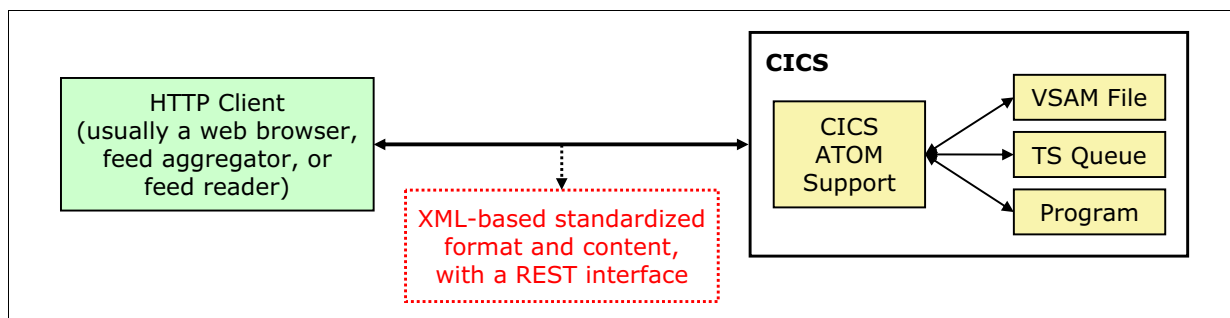 HTTP Client
(usually a web browser,
feed aggregator, or
feed reader)
XML-based standardized
format and content,
with a REST interface
CICS
CICS
ATOM
Support
VSAM File
TS Queue
Program